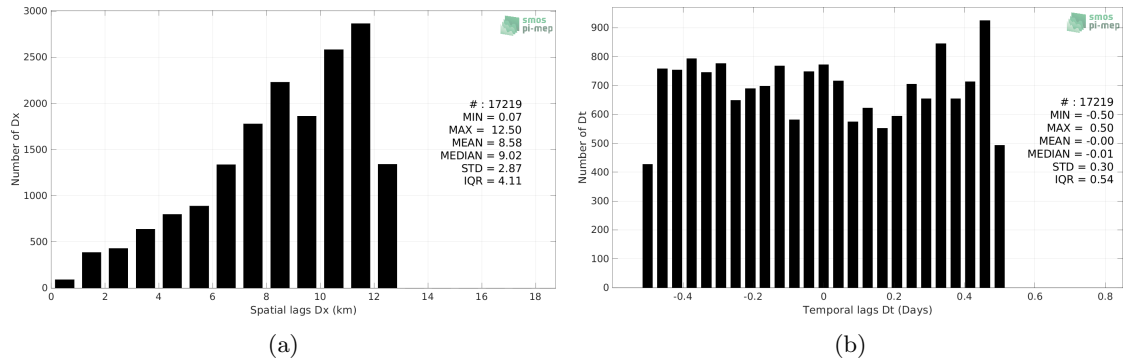 3000
2500
2000
1500
1000
500
0
Number of Dx
smos
pi-mep
# : 17219
MIN = 0.07
MAX = 12.50
MEAN = 8.58
MEDIAN = 9.02
STD = 2.87
IQR = 4.11
0 2 4 6 8 10 12 14 16 18
Spatial lags Dx (km)
(a)
900
800
700
600
500
400
300
200
100
0
Number of Dt
smos
pi-mep
# : 17219
MIN = -0.50
MAX = 0.50
MEAN = -0.00
MEDIAN = -0.01
STD = 0.30
IQR = 0.54
-0.4 -0.2 0 0.2 0.4 0.6 0.8
Temporal lags Dt (Days)
(b)